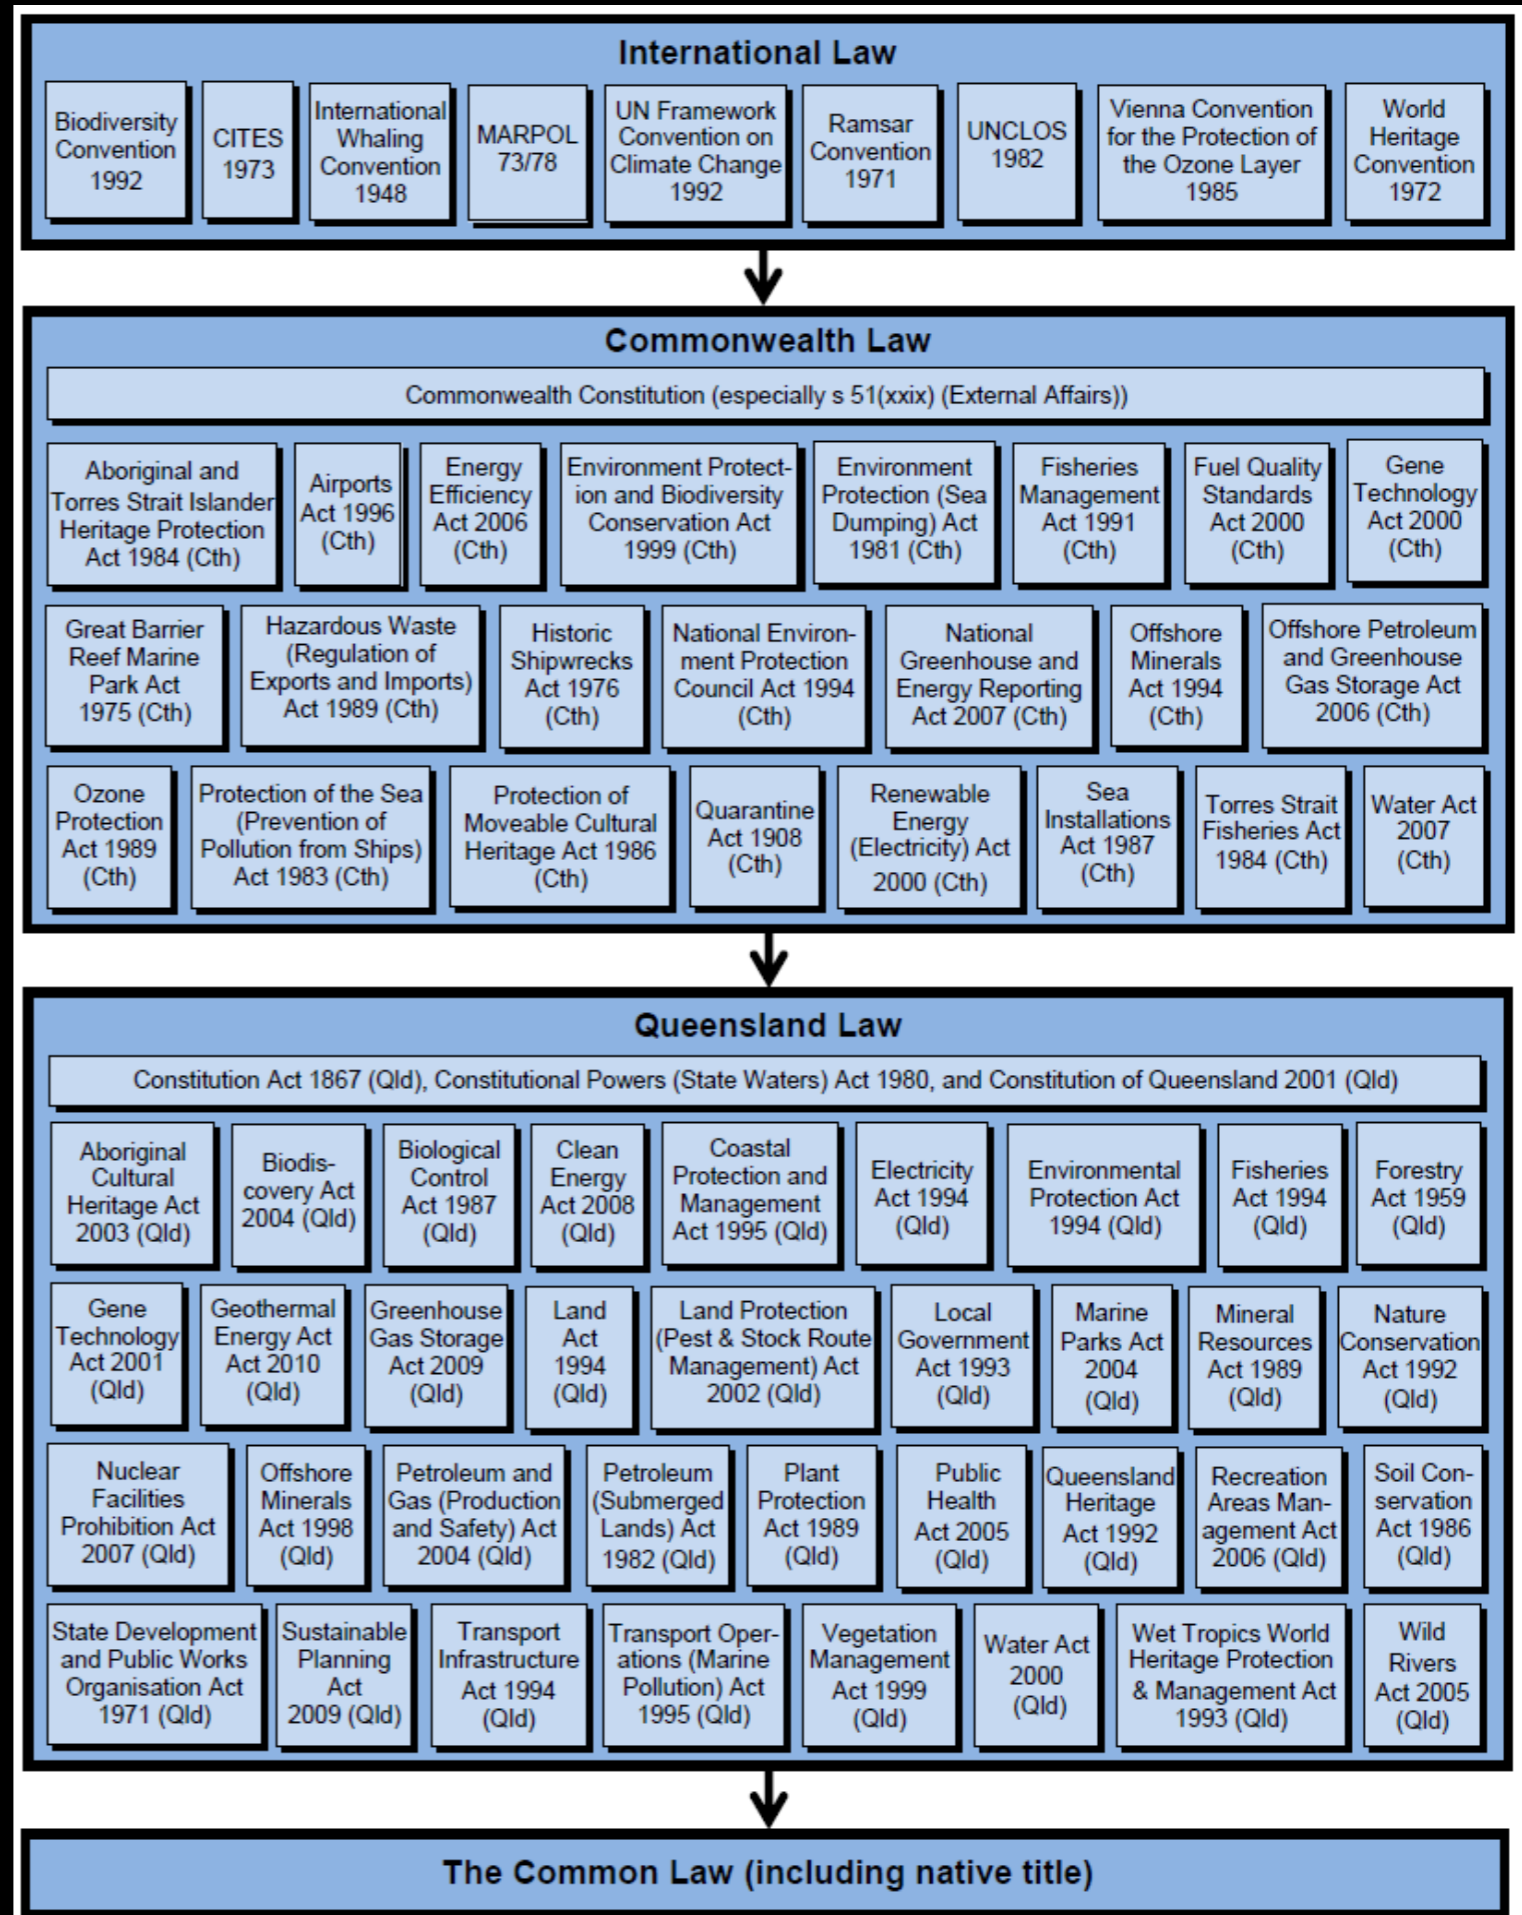 International Law
Biodiversity
Convention
1992
CITES
1973
International
Whaling
Convention
1948
MARPOL
73/78
UN Framework
Convention on
Climate Change
1992
Ramsar
Convention
1971
UNCLOS
1982
Vienna Convention
for the Protection of
the Ozone Layer
1985
World
Heritage
Convention
1972
Commonwealth Law
Commonwealth Constitution (especially s 51(xxix) (External Affairs))
Aboriginal and
Torres Strait Islander
Heritage Protection
Act 1984 (Cth)
Airports
Act 1996
(Cth)
Energy
Efficiency
Act 2006
(Cth)
Environment Protect-
ion and Biodiversity
Conservation Act
1999 (Cth)
Environment
Protection (Sea
Dumping) Act
1981 (Cth)
Fisheries
Management
Act 1991
(Cth)
Fuel Quality
Standards
Act 2000
(Cth)
Gene
Technology
Act 2000
(Cth)
Great Barrier
Reef Marine
Park Act
1975 (Cth)
Hazardous Waste
(Regulation of
Exports and Imports)
Act 1989 (Cth)
Historic
Shipwrecks
Act 1976
(Cth)
National Environ-
ment Protection
Council Act 1994
(Cth)
National
Greenhouse and
Energy Reporting
Act 2007 (Cth)
Offshore
Minerals
Act 1994
(Cth)
Offshore Petroleum
and Greenhouse
Gas Storage Act
2006 (Cth)
Ozone
Protection
Act 1989
(Cth)
Protection of the Sea
(Prevention of
Pollution from Ships)
Act 1983 (Cth)
Protection of
Moveable Cultural
Heritage Act 1986
(Cth)
Quarantine
Act 1908
(Cth)
Renewable
Energy
(Electricity) Act
2000 (Cth)
Sea
Installations
Act 1987
(Cth)
Torres Strait
Fisheries Act
1984 (Cth)
Water Act
2007
(Cth)
Queensland Law
Constitution Act 1867 (Qld), Constitutional Powers (State Waters) Act 1980, and Constitution of Queensland 2001 (Qld)
Aboriginal
Cultural
Heritage Act
2003 (Qld)
Biodis-
covery Act
2004 (Qld)
Biological
Control
Act 1987
(Qld)
Clean
Energy
Act 2008
(Qld)
Coastal
Protection and
Management
Act 1995 (Qld)
Electricity
Act 1994
(Qld)
Environmental
Protection Act
1994 (Qld)
Fisheries
Act 1994
(Qld)
Forestry
Act 1959
(Qld)
Gene
Technology
Act 2001
(Qld)
Geothermal
Energy Act
Act 2010
(Qld)
Greenhouse
Gas Storage
Act 2009
(Qld)
Land
Act
1994
(Qld)
Land Protection
(Pest & Stock Route
Management) Act
2002 (Qld)
Local
Government
Act 1993
(Qld)
Marine
Parks Act
2004
(Qld)
Mineral
Resources
Act 1989
(Qld)
Nature
Conservation
Act 1992
(Qld)
Nuclear
Facilities
Prohibition Act
2007 (Qld)
Offshore
Minerals
Act 1998
(Qld)
Petroleum and
Gas (Production
and Safety) Act
2004 (Qld)
Petroleum
(Submerged
Lands) Act
1982 (Qld)
Plant
Protection
Act 1989
(Qld)
Public
Health
Act 2005
(Qld)
Queensland
Heritage
Act 1992
(Qld)
Recreation
Areas Man-
agement Act
2006 (Qld)
Soil Con-
servation
Act 1986
(Qld)
State Development
and Public Works
Organisation Act
1971 (Qld)
Sustainable
Planning
Act
2009 (Qld)
Transport
Infrastructure
Act 1994
(Qld)
Transport Oper-
ations (Marine
Pollution) Act
1995 (Qld)
Vegetation
Management
Act 1999
(Qld)
Water Act
2000
(Qld)
Wet Tropics World
Heritage Protection
& Management Act
1993 (Qld)
Wild
Rivers
Act 2005
(Qld)
The Common Law (including native title)